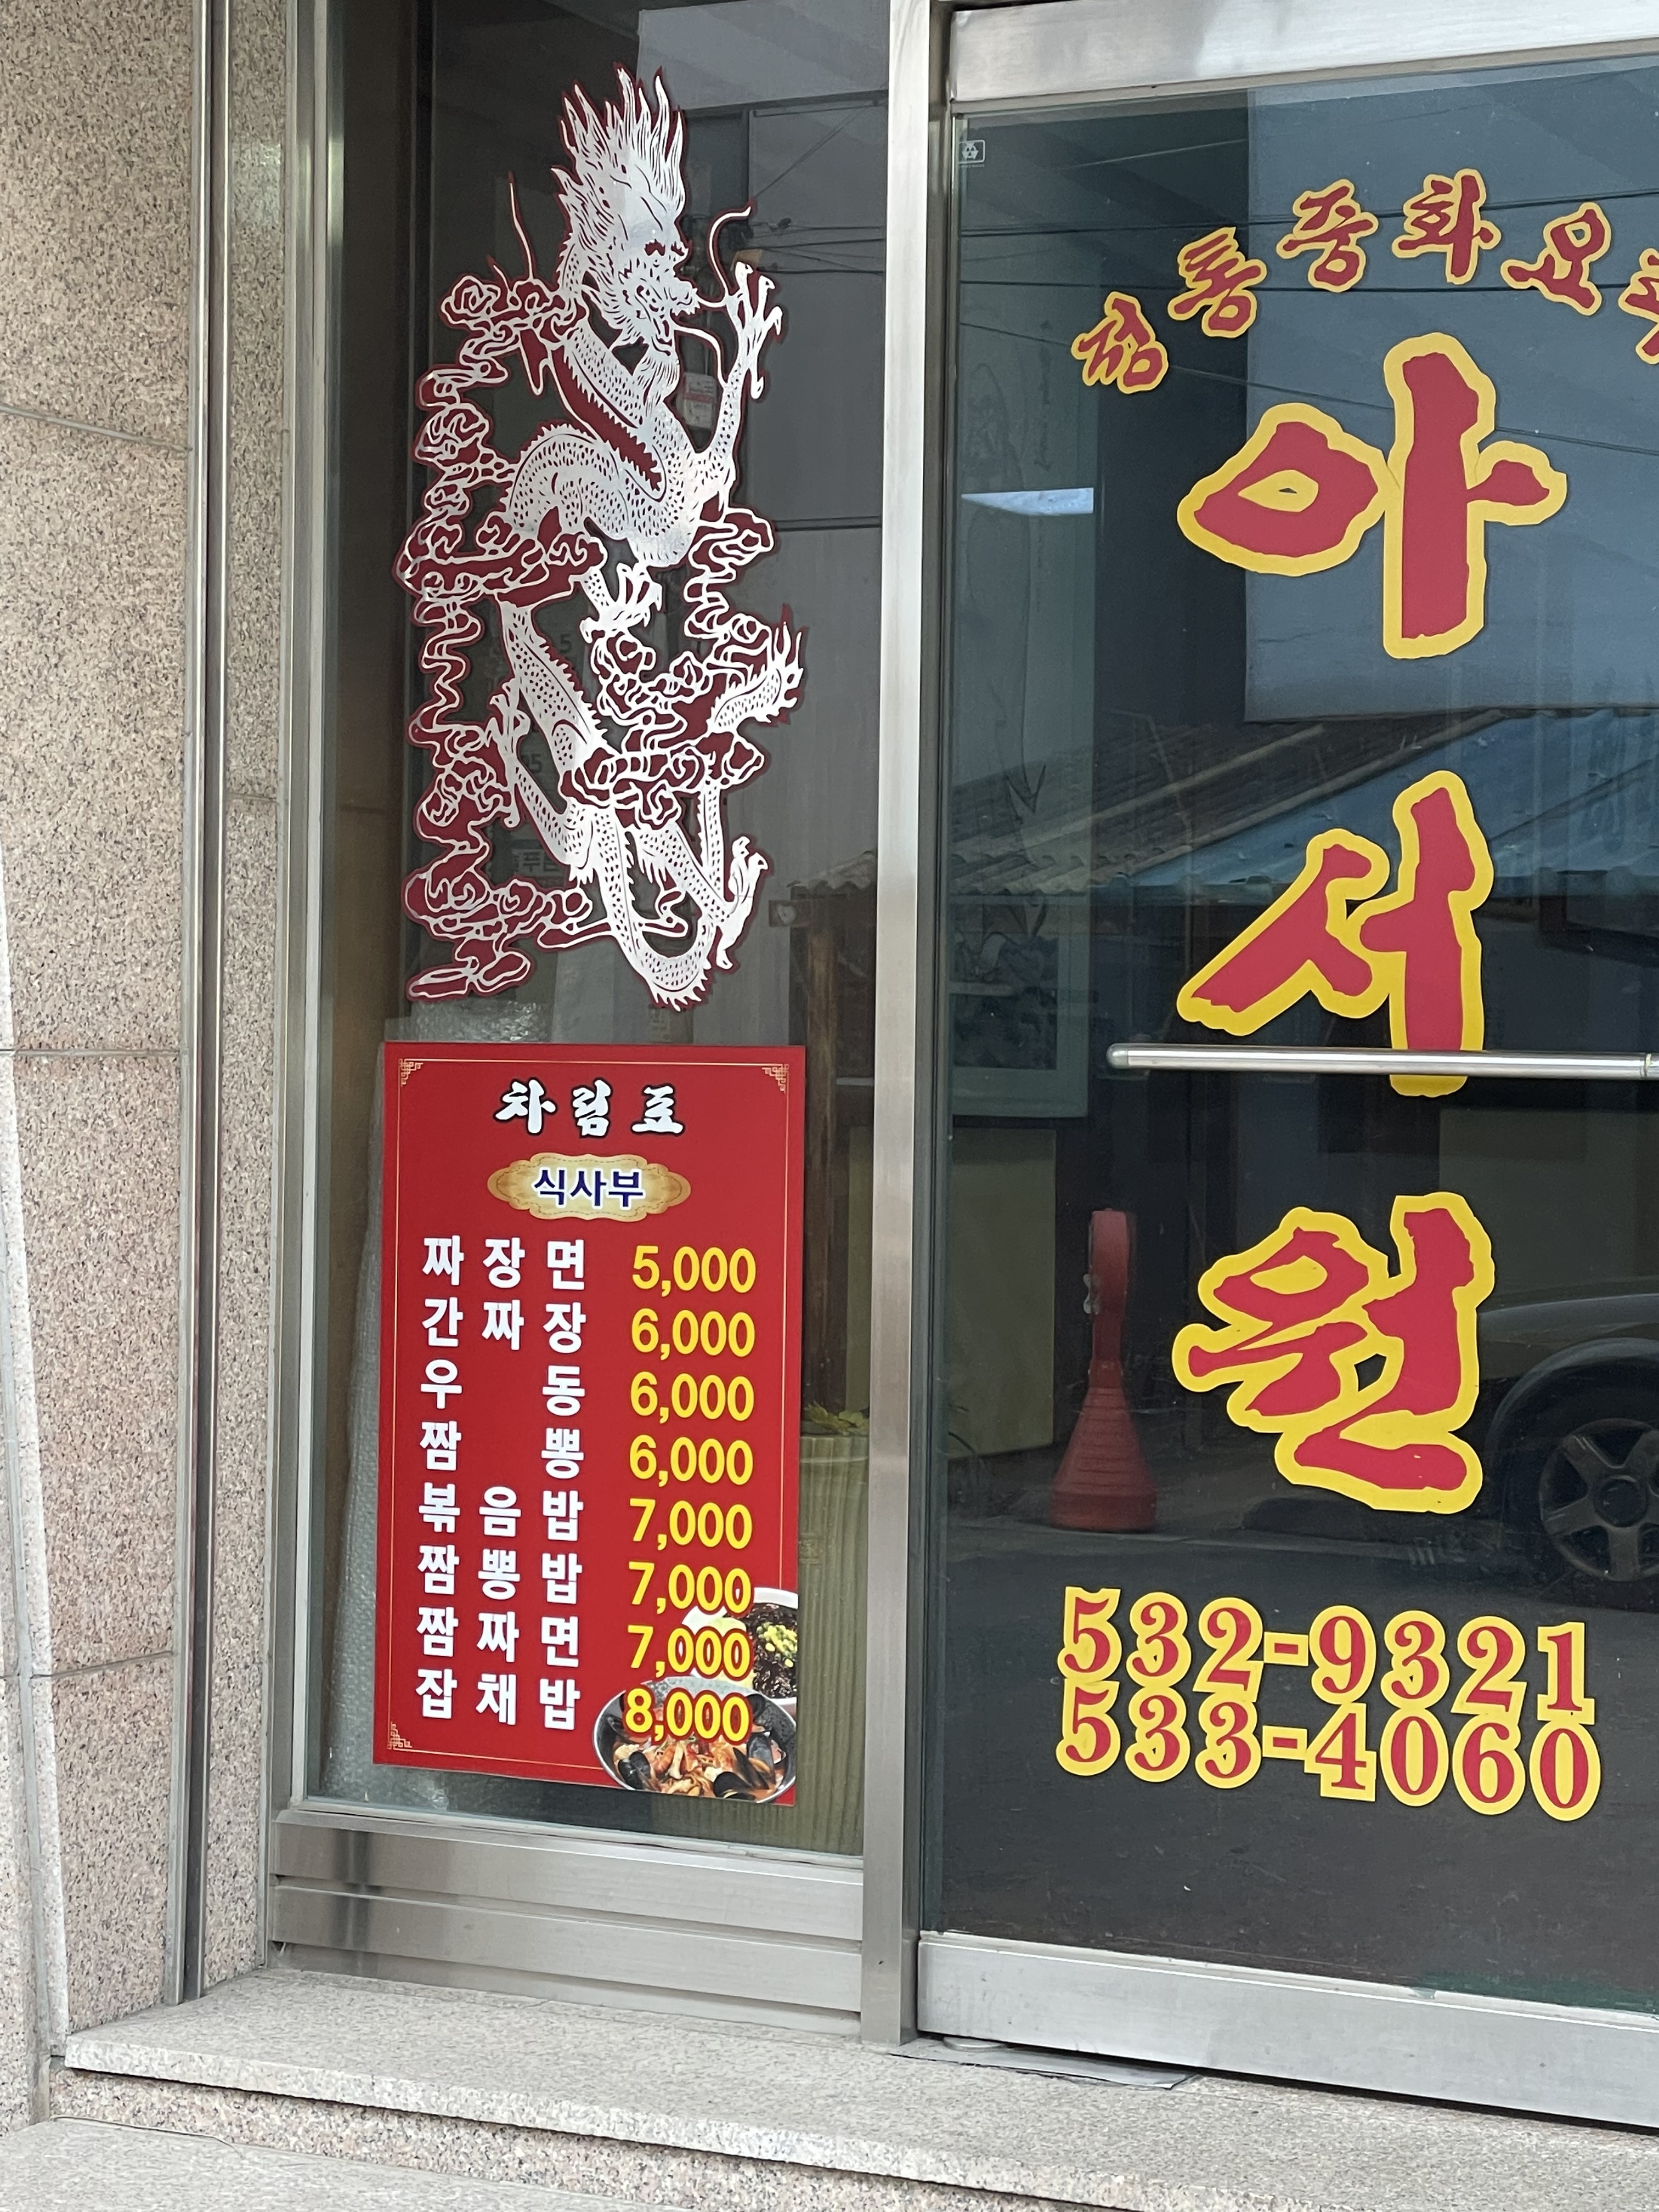 차림표
식사부
짜장면 5,000
간짜장 6,000
우동 6,000
짬뽕 6,000
볶음밥 7,000
짬뽕밥 7,000
짬짜면 7,000
잡채밥 8,000
정통중화요
아서원
532-9321
533-4060